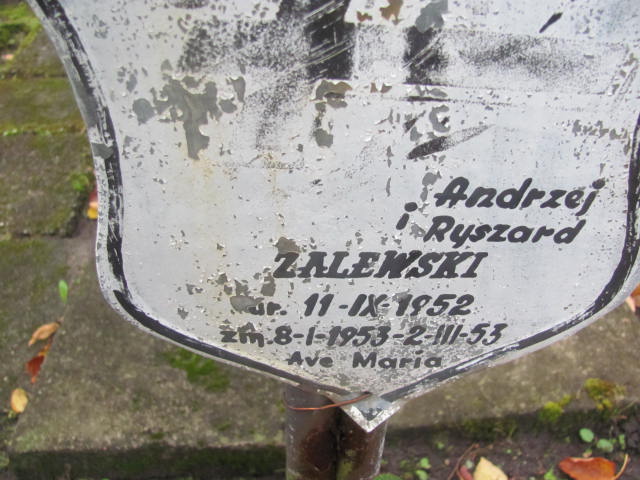 Andrzej
i Ryszard
ZALEWSKI
ur. 11-IX-1952
zm. 8-I-1953-2-III-53
Ave Maria